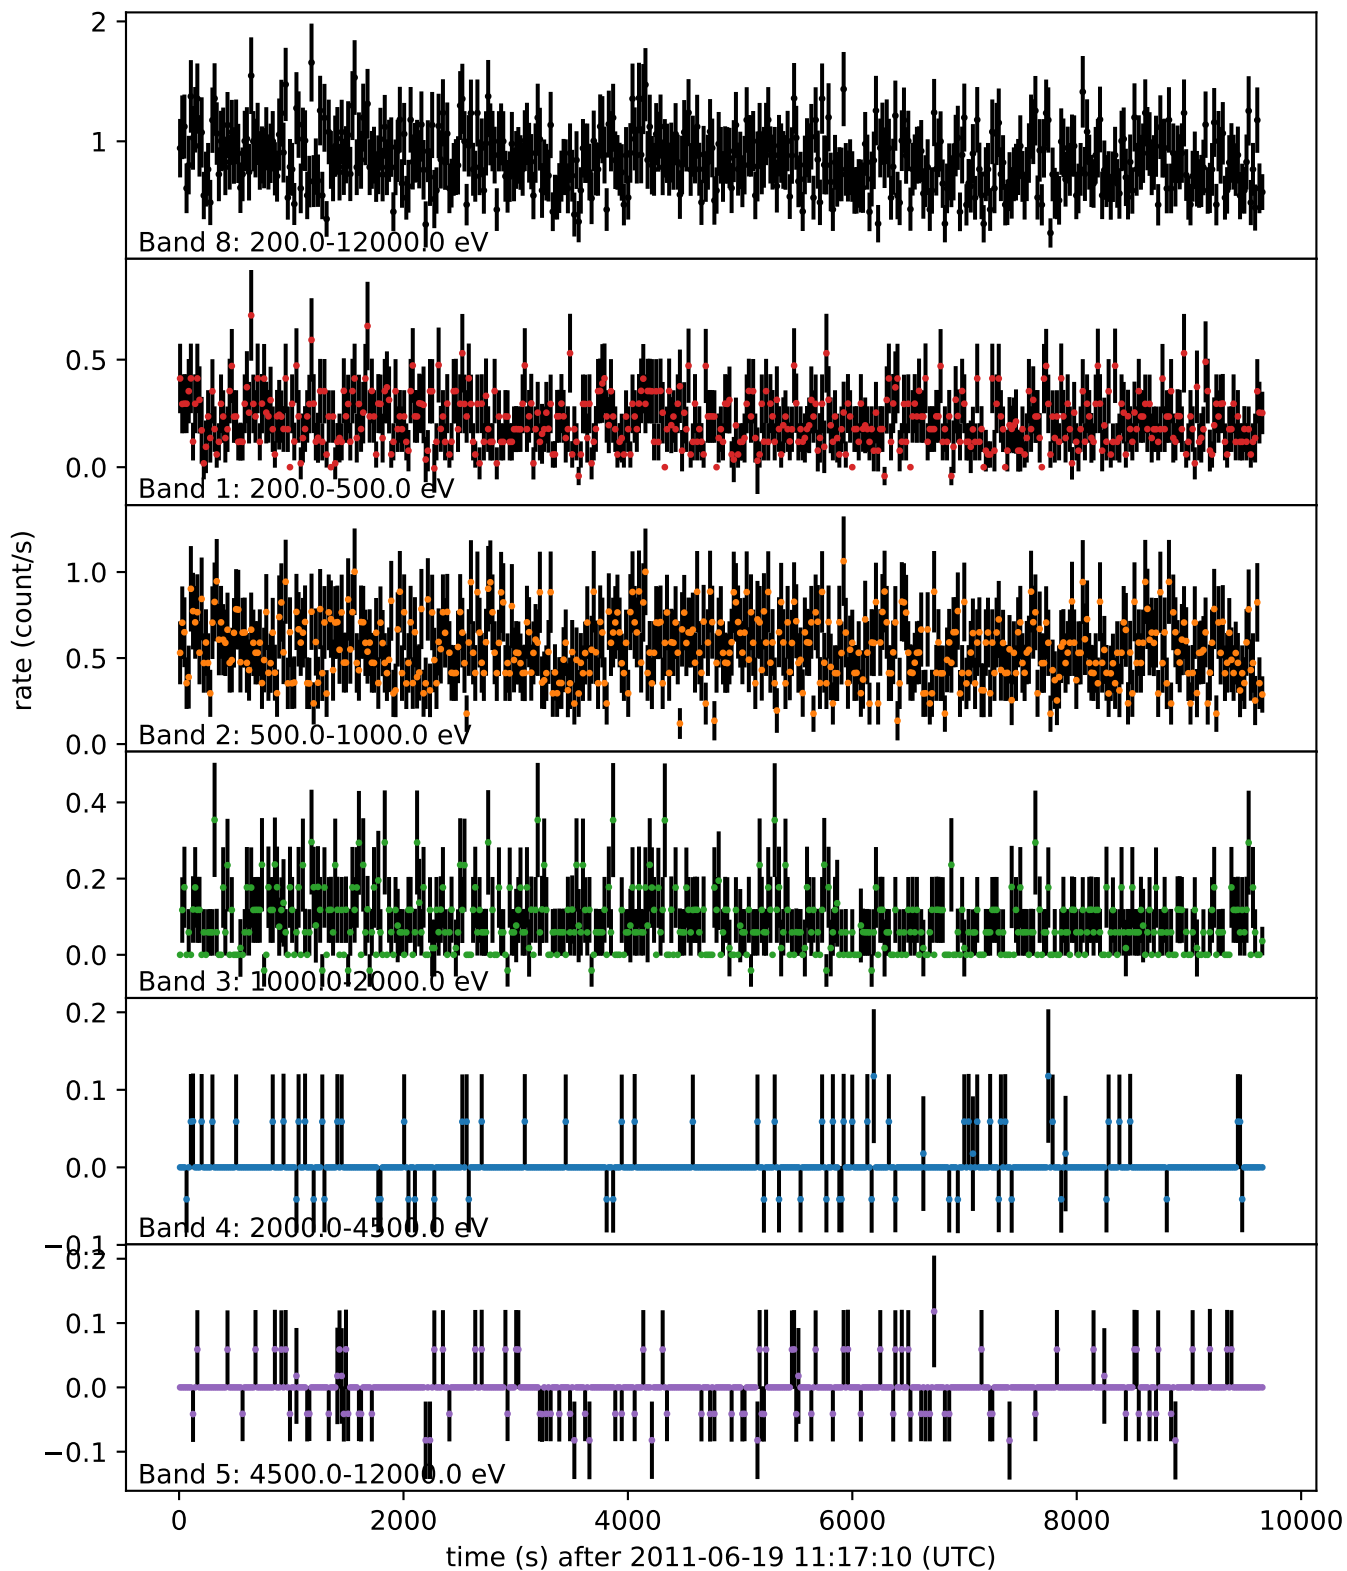 2
1
Band 8: 200.0-12000.0 eV
0.5
0.0
Band 1: 200.0-500.0 eV
1.0
0.5
0.0
Band 2: 500.0-1000.0 eV
rate (count/s)
0.4
0.2
0.0
Band 3: 1000.0-2000.0 eV
0.2
0.1
0.0
−0.1
Band 4: 2000.0-4500.0 eV
0.2
0.1
0.0
−0.1
Band 5: 4500.0-12000.0 eV
0 2000 4000 6000 8000 10000
time (s) after 2011-06-19 11:17:10 (UTC)